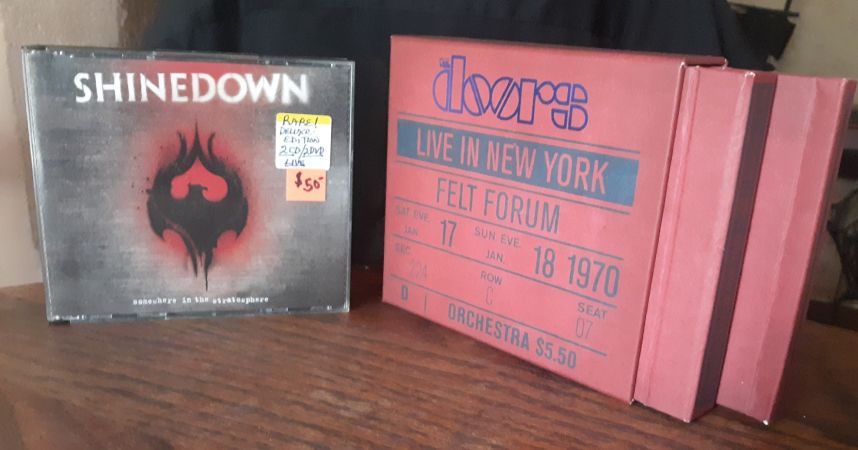 SHINEDOWN
RARE!
DELUXE
EDITION
2CD/2DVD
$50-
somewhere in the stratosphere
the doors
LIVE IN NEW YORK
FELT FORUM
SAT. EVE. JAN. 17 SUN. EVE. JAN. 18 1970
SEC. 224 ROW C SEAT 07
D | ORCHESTRA $5.50